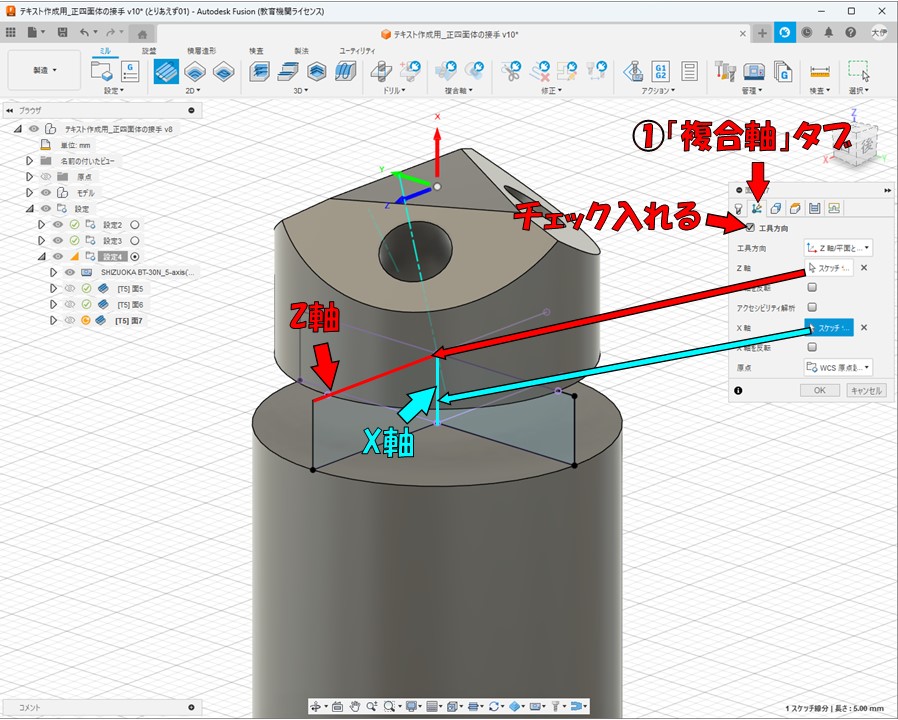 テキスト作成用_正四面体の接手 v10* (とりあえず01) - Autodesk Fusion (教育機関ライセンス)
テキスト作成用_正四面体の接手 v10*
大伊
ミル 旋盤 積層造形 検査 製法 ユーティリティ
製造
G1
G2
設定 2D 3D ドリル 複合軸 修正 アクション 管理 検査 選択
ブラウザ
テキスト作成用_正四面体の接手 v8
単位: mm
名前の付いたビュー
原点
モデル
設定
設定2
設定3
設定4
SHIZUOKA BT-30N_5-axis(...
[T5] 面5
[T5] 面6
[T5] 面7
X
Y
Z
①「複合軸」タブ
Z
X
後
チェック入れる
工具方向
工具方向 Z 軸/平面と...
Z 軸 スケッチ ...
アクセシビリティ解析
X 軸 スケッチ ...
X 軸を反転
原点 WCS 原点
OK キャンセル
Z軸
X軸
コメント
1 スケッチ線分 | 長さ : 5.00 mm